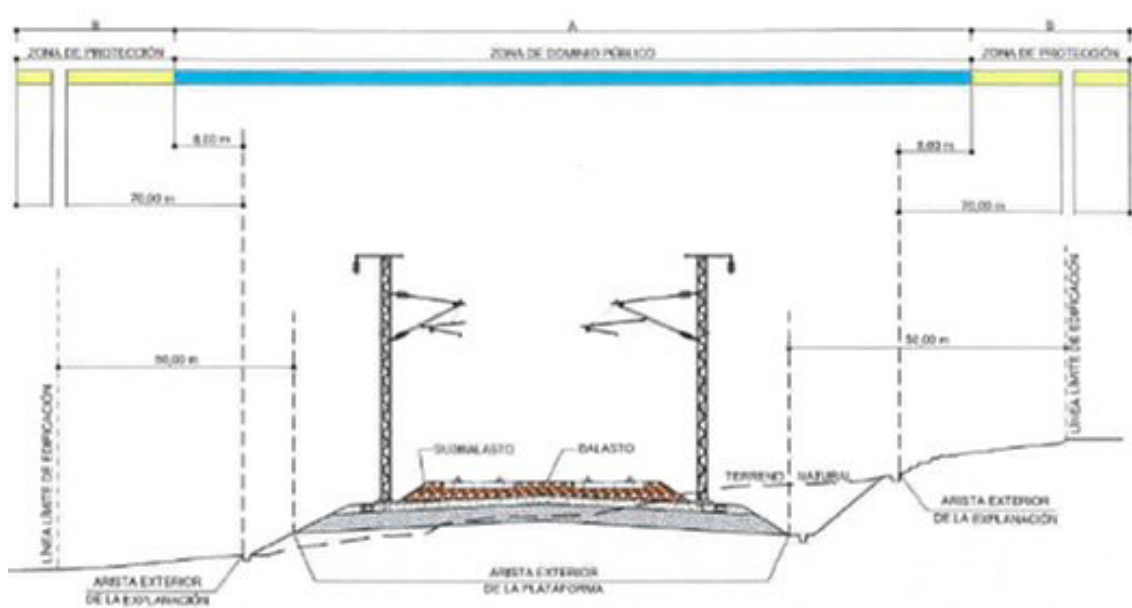 B
A
B
ZONA DE PROTECCIÓN
ZONA DE DOMINIO PÚBLICO
ZONA DE PROTECCIÓN
8,00 m
8,00 m
70,00 m
70,00 m
LÍNEA LÍMITE DE EDIFICACIÓN
50,00 m
50,00 m
LÍNEA LÍMITE DE EDIFICACIÓN
SUBBALASTO
BALASTO
TERRENO NATURAL
ARISTA EXTERIOR
DE LA EXPLANACIÓN
ARISTA EXTERIOR
DE LA PLATAFORMA
ARISTA EXTERIOR
DE LA EXPLANACIÓN